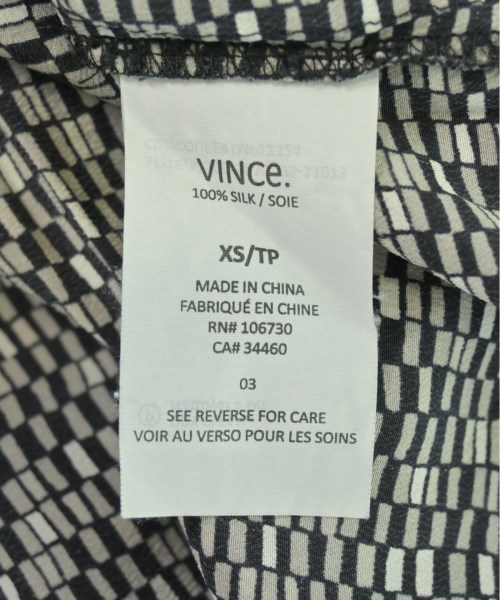 VINCe.
100% SILK / SOIE
XS/TP
MADE IN CHINA
FABRIQUÉ EN CHINE
RN# 106730
CA# 34460
03
SEE REVERSE FOR CARE
VOIR AU VERSO POUR LES SOINS